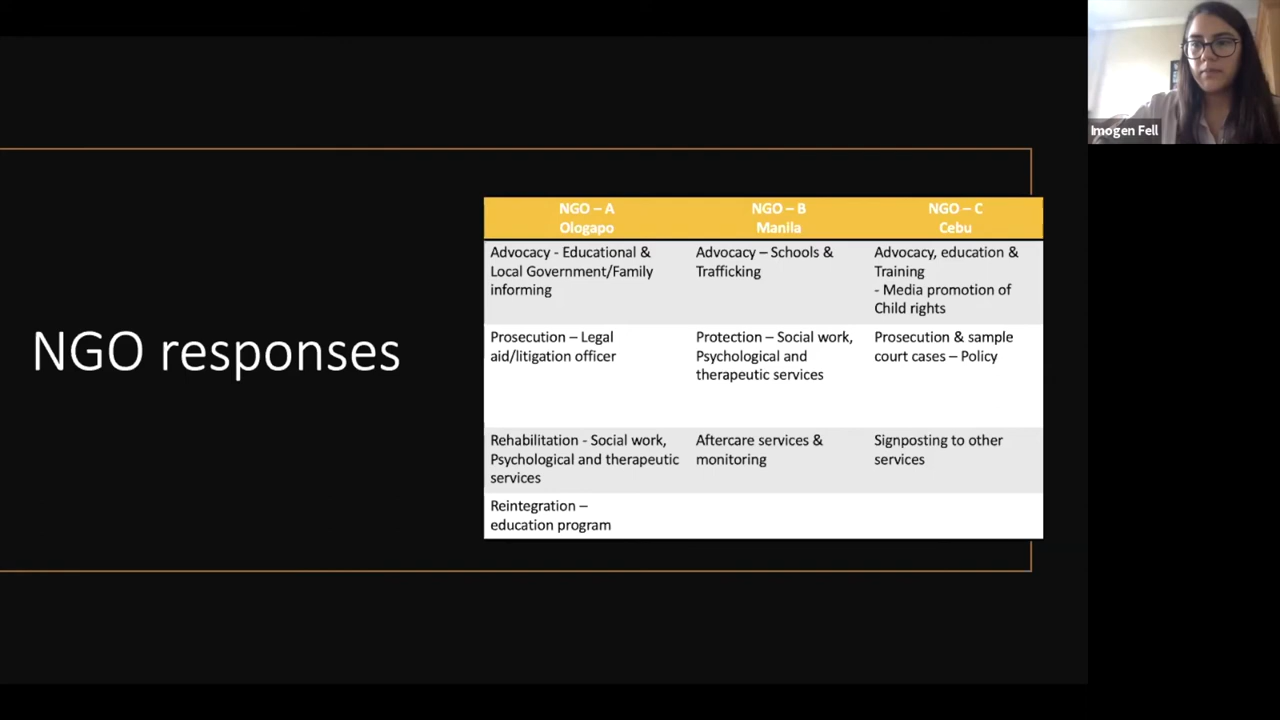 Imogen Fell
NGO responses
NGO – A
Ologapo
NGO – B
Manila
NGO – C
Cebu
Advocacy - Educational &
Local Government/Family
informing
Advocacy – Schools &
Trafficking
Advocacy, education &
Training
- Media promotion of
Child rights
Prosecution – Legal
aid/litigation officer
Protection – Social work,
Psychological and
therapeutic services
Prosecution & sample
court cases – Policy
Rehabilitation - Social work,
Psychological and therapeutic
services
Aftercare services &
monitoring
Signposting to other
services
Reintegration –
education program